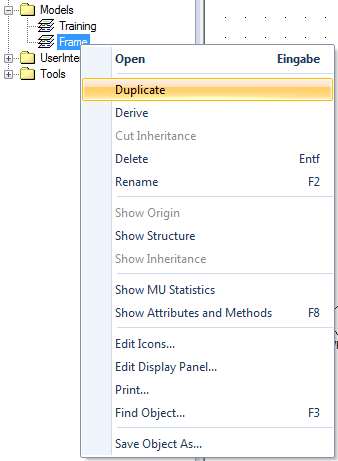 Models
Training
Frame
UserInte
Tools
Open Eingabe
Duplicate
Derive
Cut Inheritance
Delete Entf
Rename F2
Show Origin
Show Structure
Show Inheritance
Show MU Statistics
Show Attributes and Methods F8
Edit Icons...
Edit Display Panel...
Print...
Find Object... F3
Save Object As...